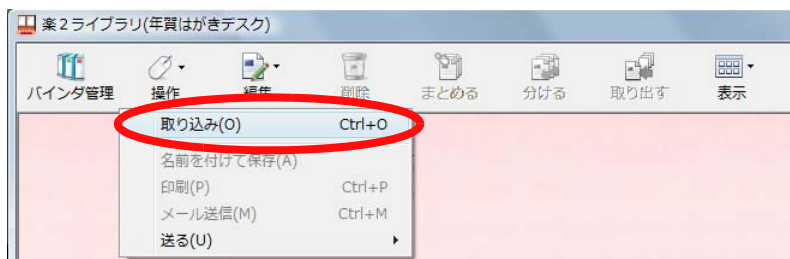 楽2ライブラリ(年賀はがきデスク)
バインダ管理 操作 編集 削除 まとめる 分ける 取り出す 表示
取り込み(O) Ctrl+O
名前を付けて保存(A)
印刷(P) Ctrl+P
メール送信(M) Ctrl+M
送る(U)